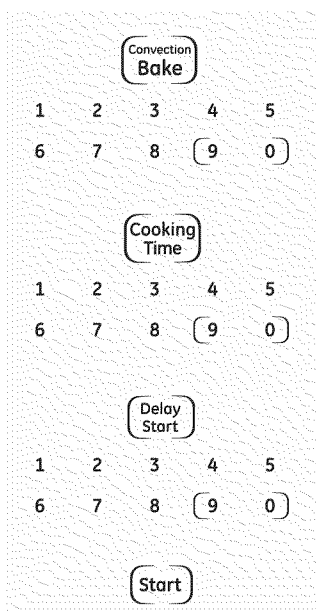 Convection
Bake
1 2 3 4 5
6 7 8 9 0
Cooking
Time
1 2 3 4 5
6 7 8 9 0
Delay
Start
1 2 3 4 5
6 7 8 9 0
Start